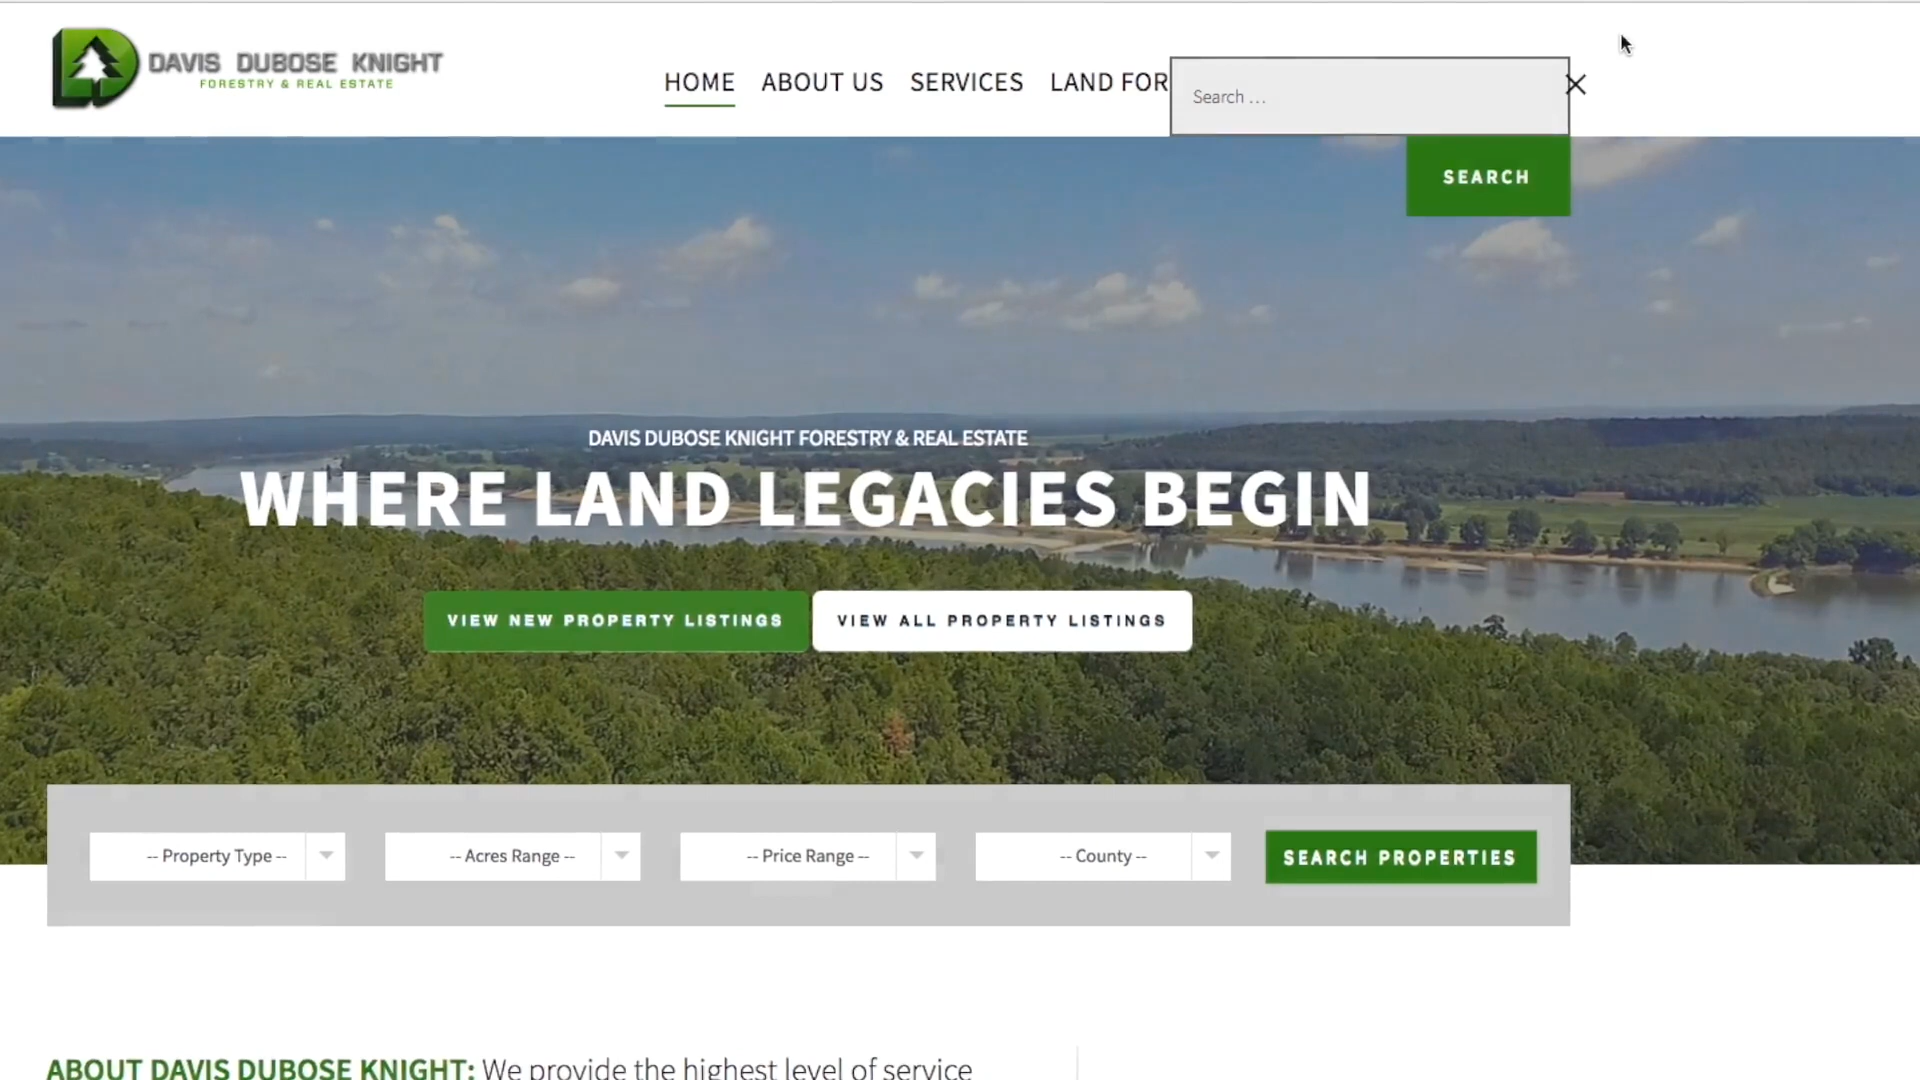 DAVIS DUBOSE KNIGHT
FORESTRY & REAL ESTATE
HOME ABOUT US SERVICES LAND FOR
Search ...
SEARCH
DAVIS DUBOSE KNIGHT FORESTRY & REAL ESTATE
WHERE LAND LEGACIES BEGIN
VIEW NEW PROPERTY LISTINGS VIEW ALL PROPERTY LISTINGS
-- Property Type -- -- Acres Range -- -- Price Range -- -- County -- SEARCH PROPERTIES
ABOUT DAVIS DUBOSE KNIGHT: We provide the highest level of service